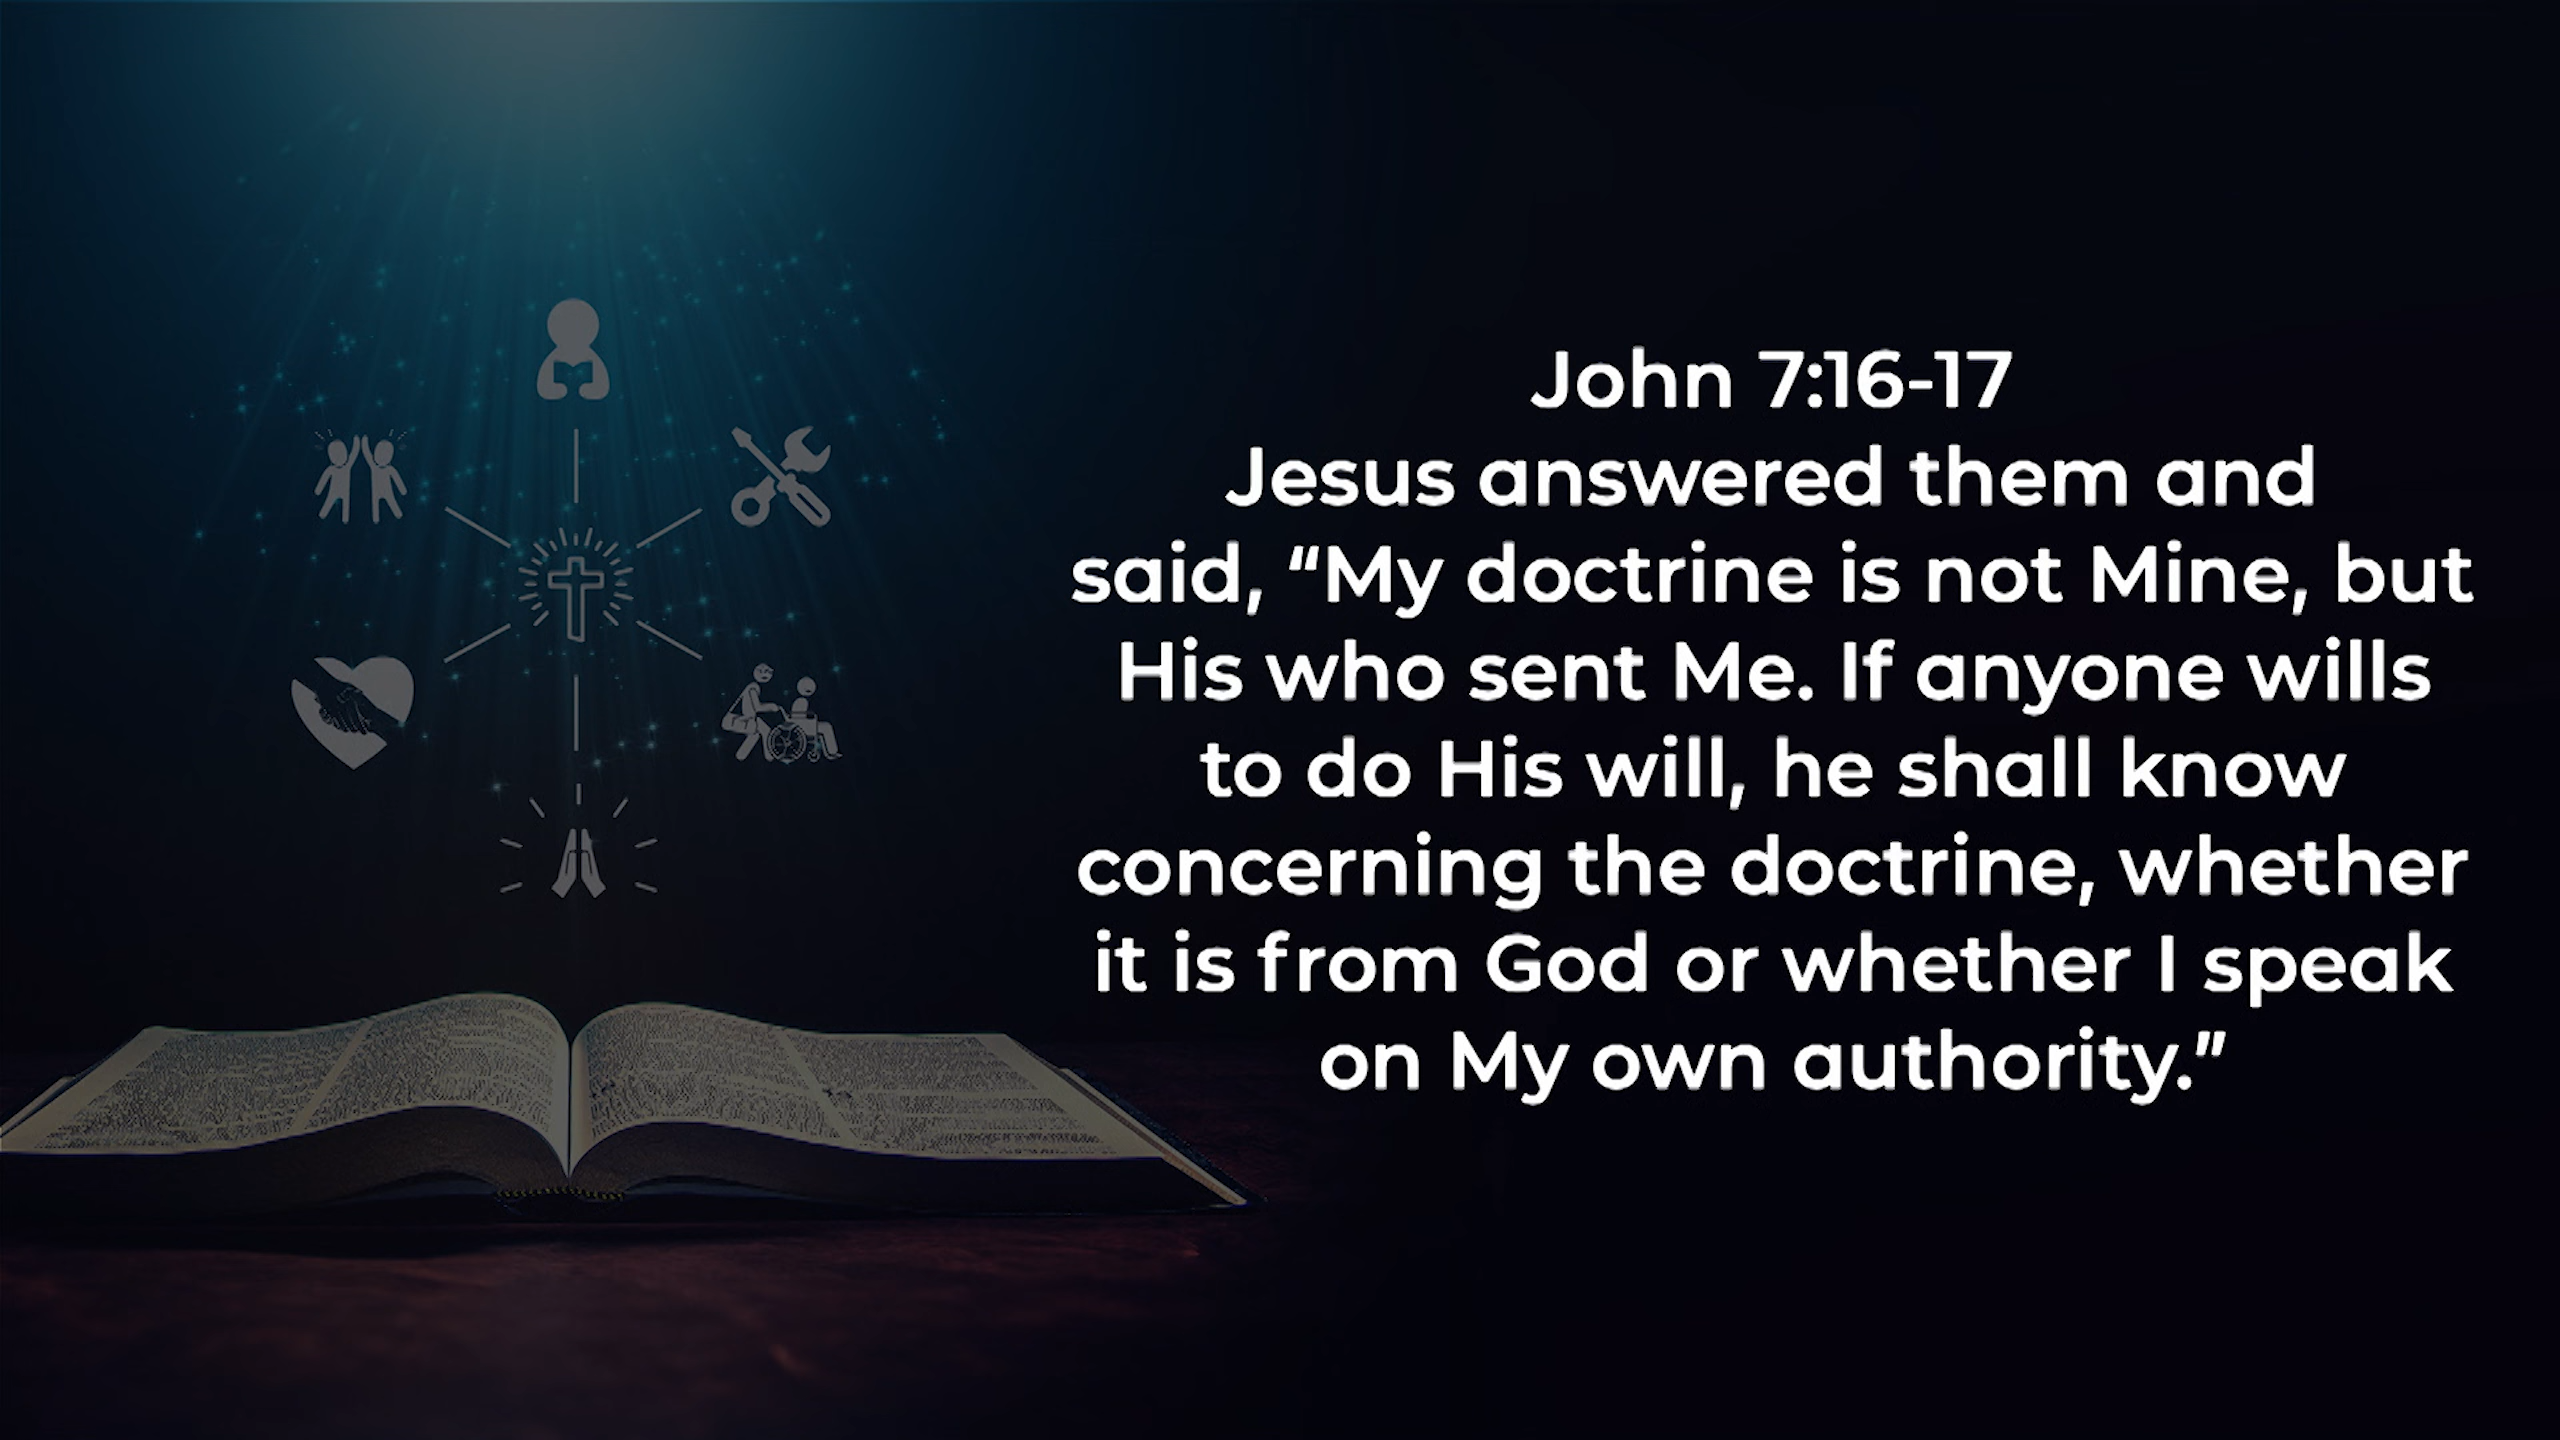 John 7:16-17
Jesus answered them and
said, “My doctrine is not Mine, but
His who sent Me. If anyone wills
to do His will, he shall know
concerning the doctrine, whether
it is from God or whether I speak
on My own authority.”